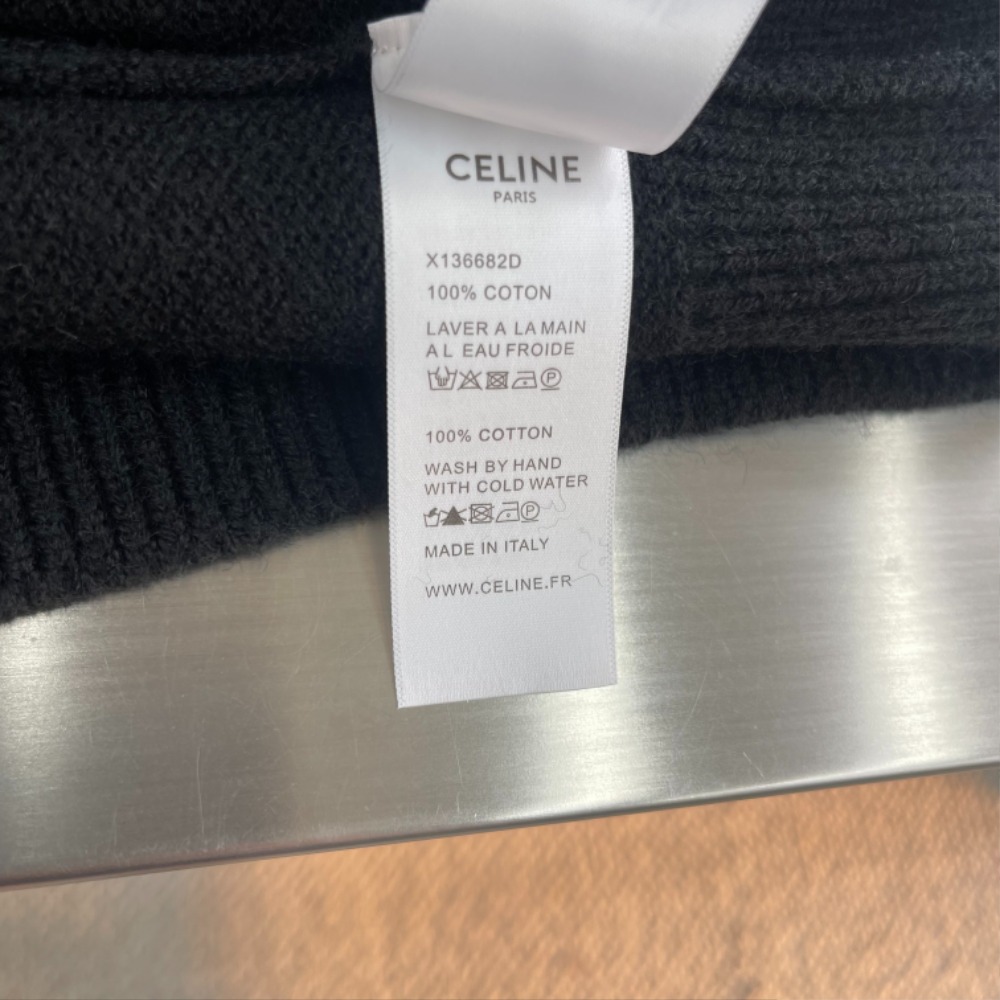 CELINE
PARIS
X136682D
100% COTON
LAVER A LA MAIN
A L EAU FROIDE
P
100% COTTON
WASH BY HAND
WITH COLD WATER
P
MADE IN ITALY
WWW.CELINE.FR